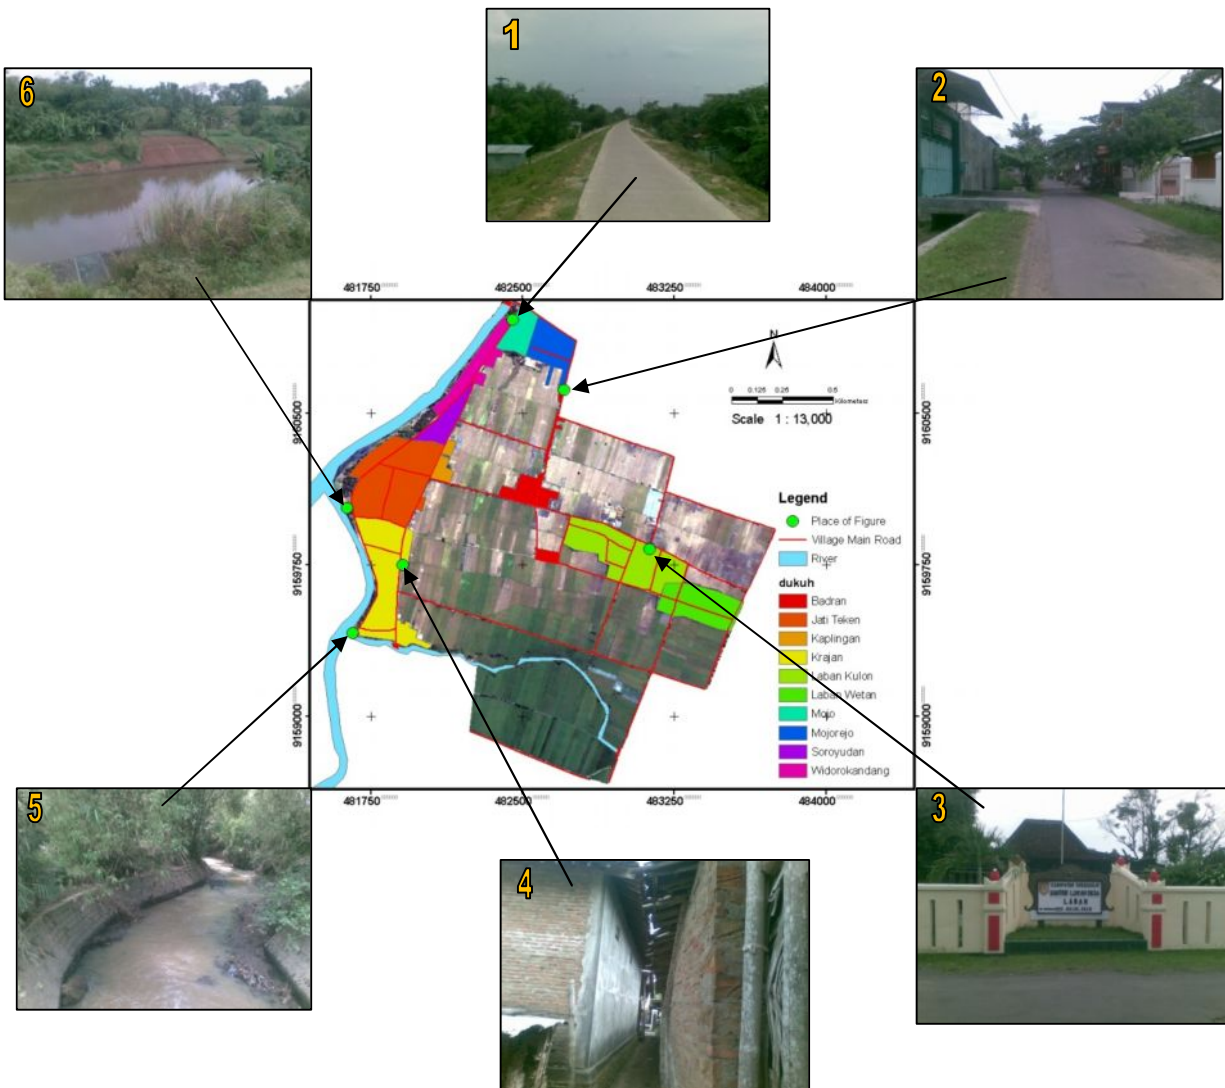 1
6
2
481750
482500
483250
484000
N
0 0.125 0.25 0.5
Kilometers
Scale 1 : 13,000
9160500
9160500
Legend
Place of Figure
Village Main Road
River
9159750
9159750
dukuh
Badran
Jati Teken
Kaplingan
Krajan
Laban Kulon
Laban Wetan
Mojo
Mojorejo
Soroyudan
Widorokandang
9159000
9159000
481750
482500
483250
484000
5
4
3
LABAN